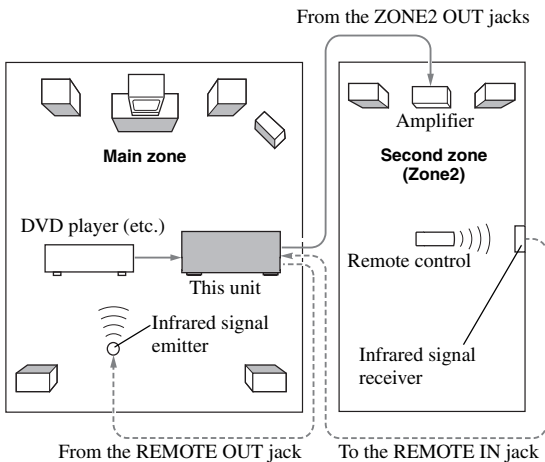 From the ZONE2 OUT jacks
Amplifier
Main zone
Second zone
(Zone2)
DVD player (etc.)
This unit
Remote control
Infrared signal
emitter
Infrared signal
receiver
From the REMOTE OUT jack
To the REMOTE IN jack